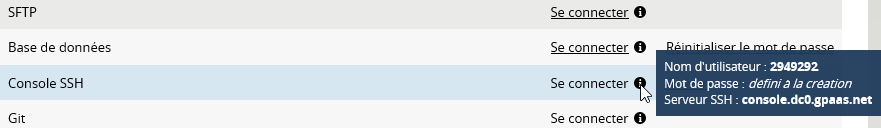 SFTP Se connecter
Base de données Se connecter Réinitialiser le mot de passe
Console SSH Se connecter
Nom d'utilisateur : 2949292
Mot de passe : défini à la création
Serveur SSH : console.dc0.gpaas.net
Git Se connecter